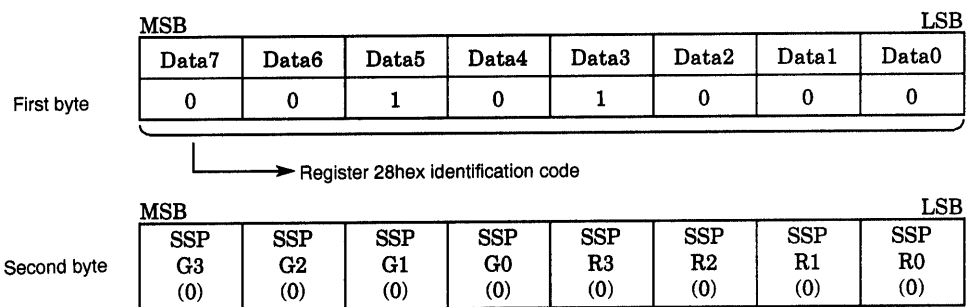 MSB LSB
Data7 Data6 Data5 Data4 Data3 Data2 Data1 Data0
First byte 0 0 1 0 1 0 0 0
Register 28hex identification code
MSB LSB
SSP SSP SSP SSP SSP SSP SSP SSP
Second byte G3 G2 G1 G0 R3 R2 R1 R0
(0) (0) (0) (0) (0) (0) (0) (0)